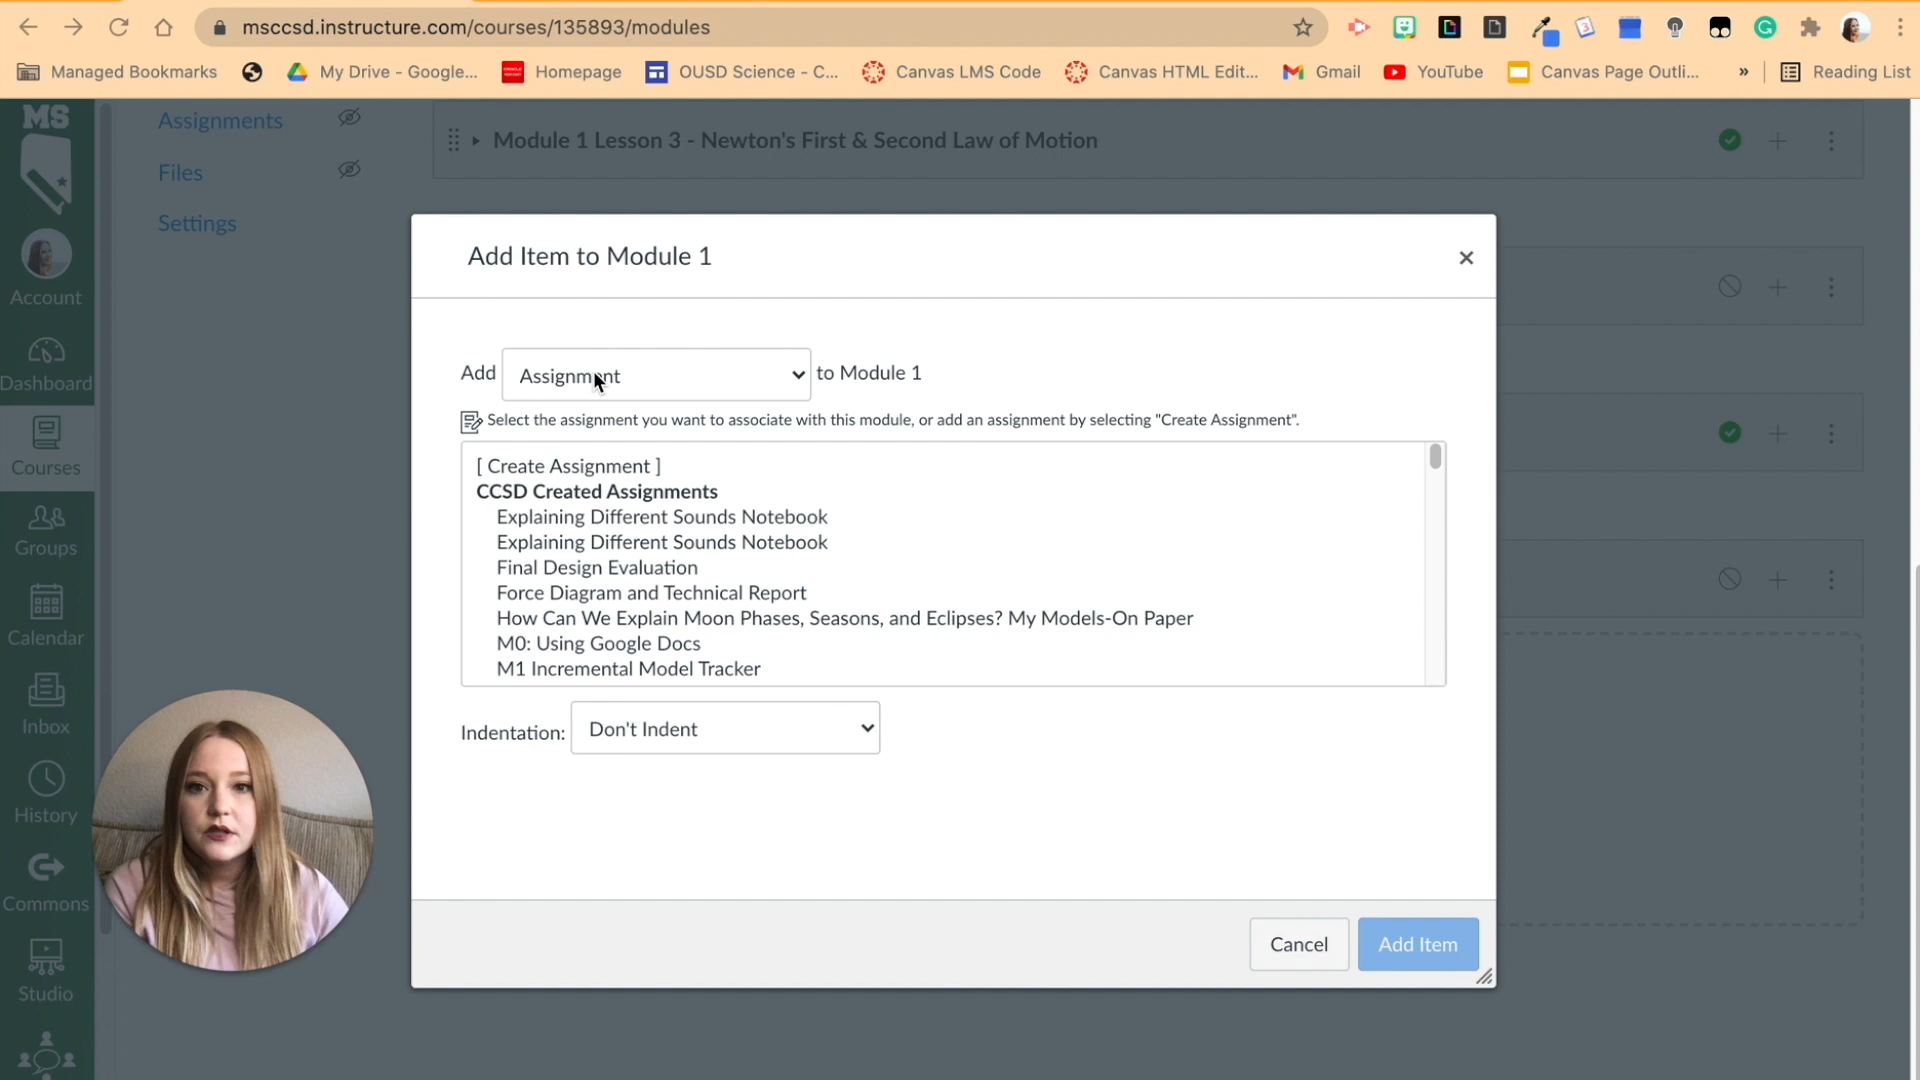 msccsd.instructure.com/courses/135893/modules
Managed Bookmarks
My Drive - Google...
Homepage
OUSD Science - C...
Canvas LMS Code
Canvas HTML Edit...
Gmail
YouTube
Canvas Page Outli...
»
Reading List
MS
Assignments
Module 1 Lesson 3 - Newton's First & Second Law of Motion
Files
Settings
Account
Dashboard
Courses
Groups
Calendar
Inbox
History
Commons
Studio
Add Item to Module 1
Add Assignment to Module 1
Select the assignment you want to associate with this module, or add an assignment by selecting "Create Assignment".
[ Create Assignment ]
CCSD Created Assignments
Explaining Different Sounds Notebook
Explaining Different Sounds Notebook
Final Design Evaluation
Force Diagram and Technical Report
How Can We Explain Moon Phases, Seasons, and Eclipses? My Models-On Paper
M0: Using Google Docs
M1 Incremental Model Tracker
Indentation: Don't Indent
Cancel
Add Item